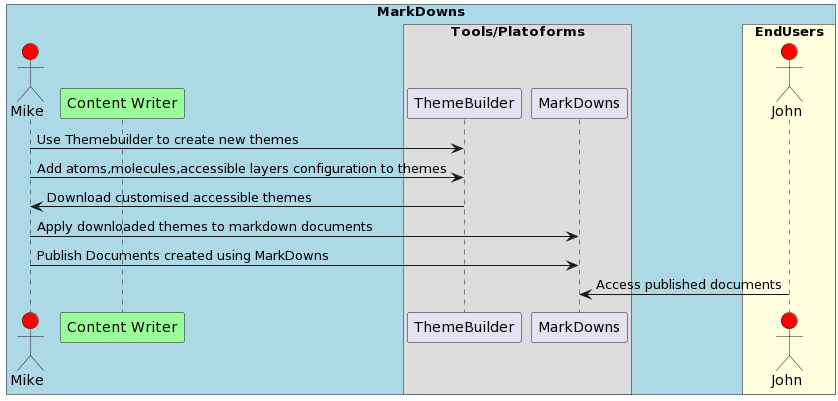 MarkDowns
Tools/Platoforms
EndUsers
Mike
Content Writer
ThemeBuilder
MarkDowns
John
Use Themebuilder to create new themes
Add atoms,molecules,accessible layers configuration to themes
Download customised accessible themes
Apply downloaded themes to markdown documents
Publish Documents created using MarkDowns
Access published documents
Mike
Content Writer
ThemeBuilder
MarkDowns
John